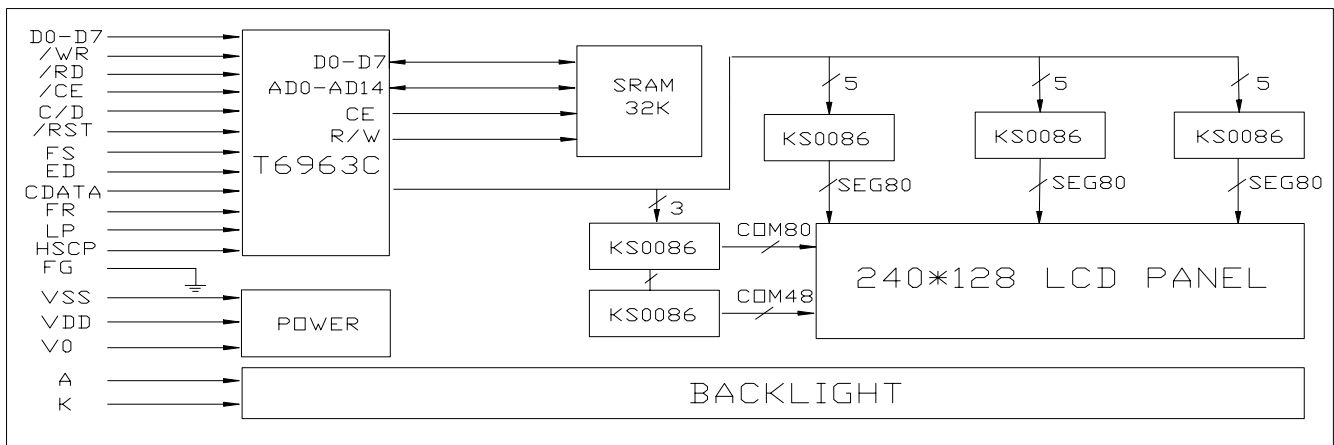 D0-D7
/WR
/RD
/CE
C/D
/RST
FS
ED
CDATA
FR
LP
HSCP
FG
VSS
VDD
V0
A
K
D0-D7
AD0-AD14
CE
R/W
T6963C
SRAM
32K
5
5
5
KS0086
KS0086
KS0086
SEG80
SEG80
SEG80
3
KS0086
COM80
KS0086
COM48
240*128 LCD PANEL
POWER
BACKLIGHT